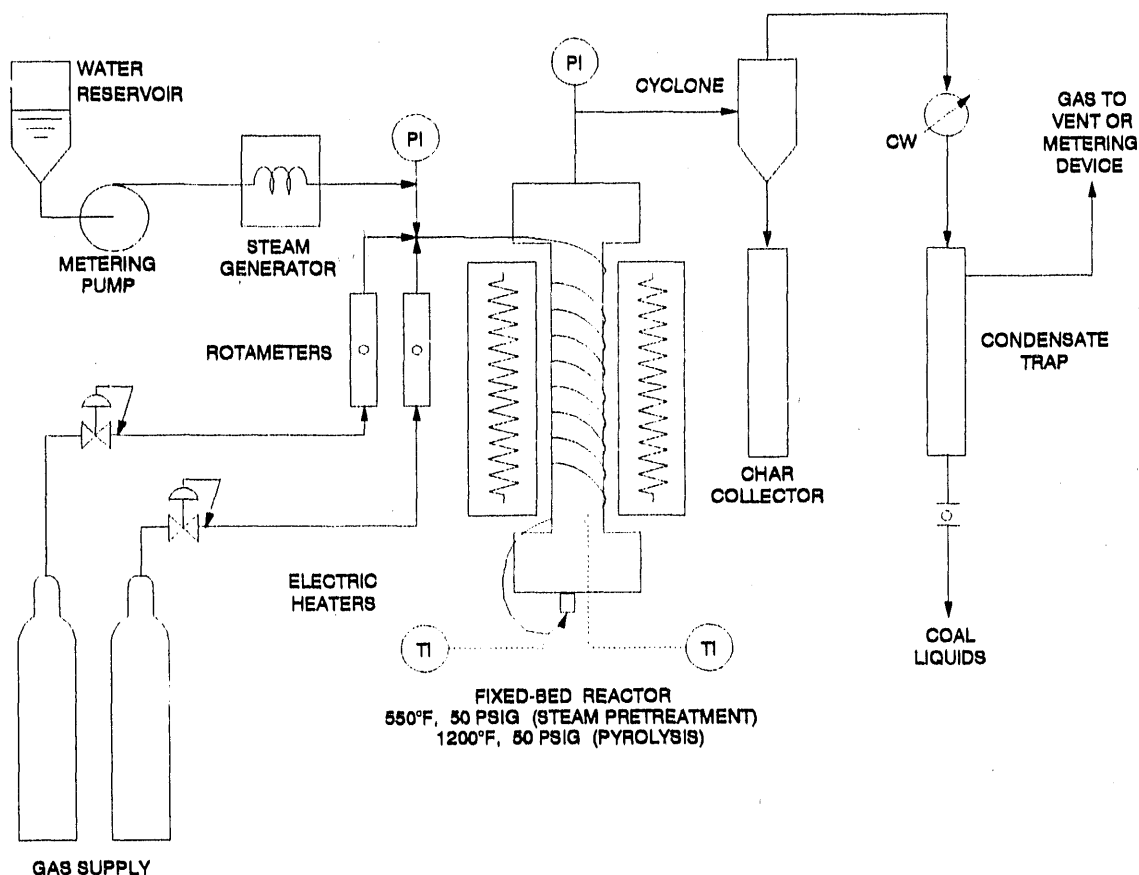 WATER
RESERVOIR
PI
CYCLONE
GAS TO
VENT OR
METERING
DEVICE
PI
CW
STEAM
GENERATOR
METERING
PUMP
ROTAMETERS
CONDENSATE
TRAP
CHAR
COLLECTOR
ELECTRIC
HEATERS
TI
TI
COAL
LIQUIDS
FIXED-BED REACTOR
550°F, 50 PSIG (STEAM PRETREATMENT)
1200°F, 50 PSIG (PYROLYSIS)
GAS SUPPLY